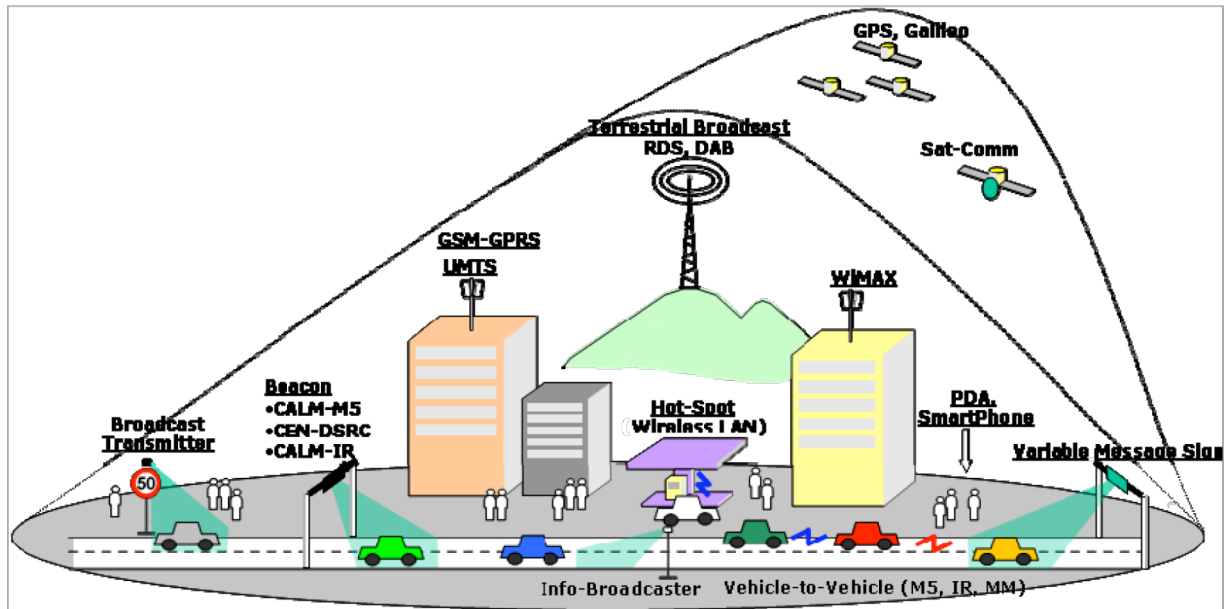 GPS, Galileo
Terrestrial Broadcast
RDS, DAB
Sat-Comm
GSM-GPRS
UMTS
WiMAX
Beacon
•CALM-M5
•CEN-DSRC
•CALM-IR
Broadcast
Transmitter
Hot-Spot
(Wireless LAN)
PDA,
SmartPhone
Variable Message Sign
50
Info-Broadcaster
Vehicle-to-Vehicle (M5, IR, MM)